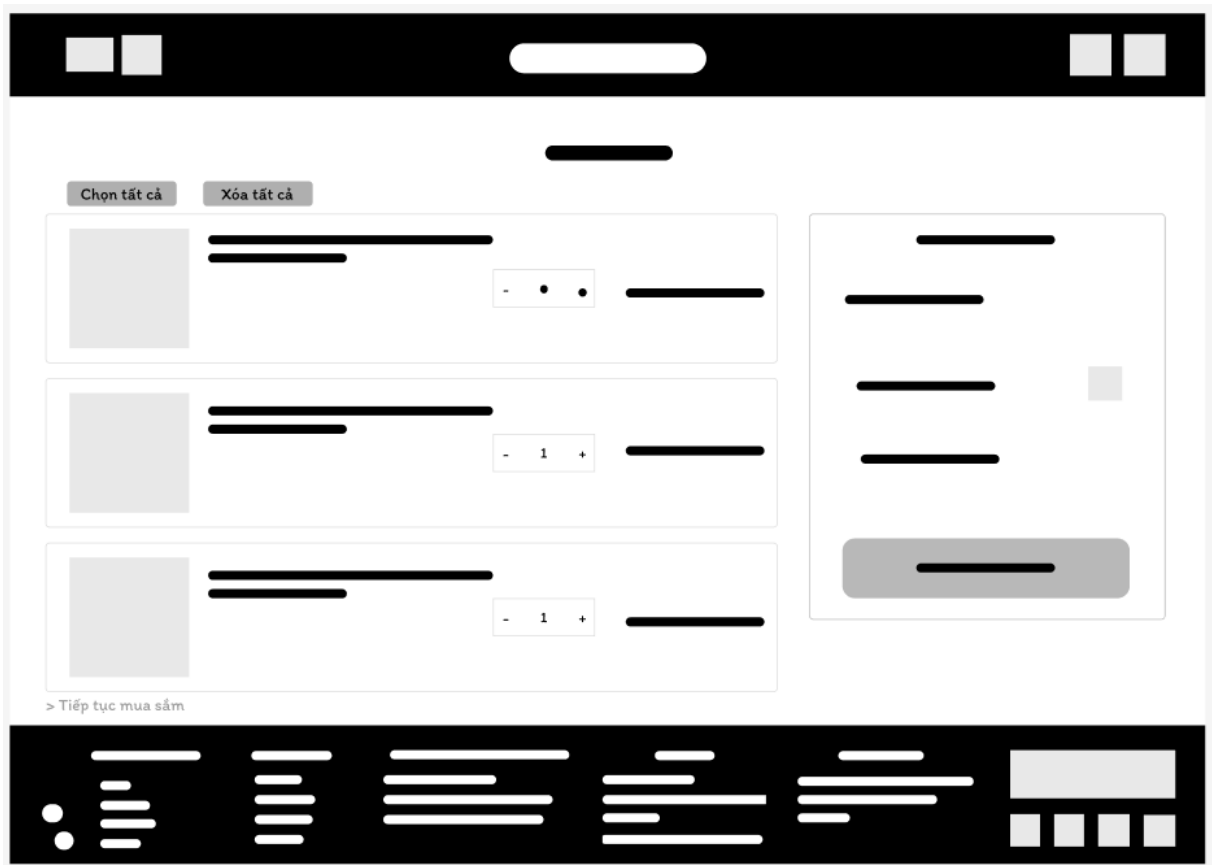 Chọn tất cả
Xóa tất cả
-
- 1 +
- 1 +
> Tiếp tục mua sắm